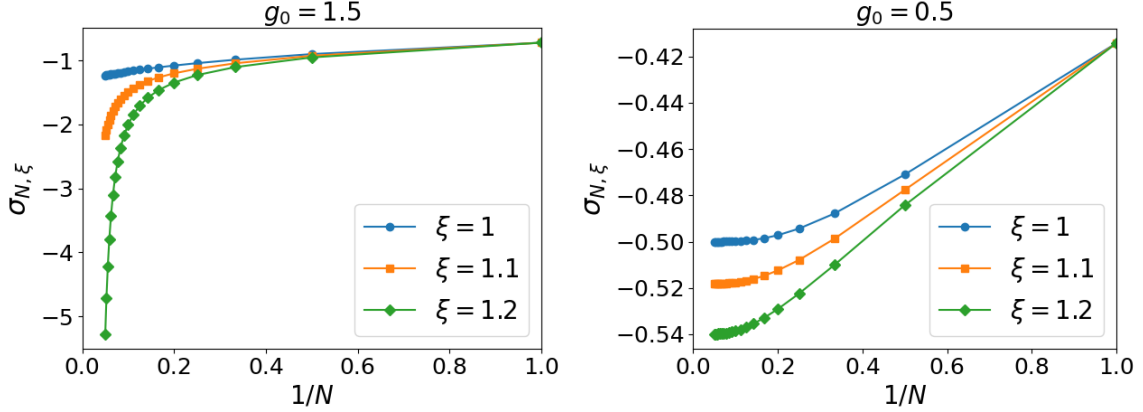 g₀ = 1.5
−1
−2
−3
−4
−5
σ_{N, ξ}
ξ = 1
ξ = 1.1
ξ = 1.2
0.0 0.2 0.4 0.6 0.8 1.0
1/N
g₀ = 0.5
−0.42
−0.44
−0.46
−0.48
−0.50
−0.52
−0.54
σ_{N, ξ}
ξ = 1
ξ = 1.1
ξ = 1.2
0.0 0.2 0.4 0.6 0.8 1.0
1/N